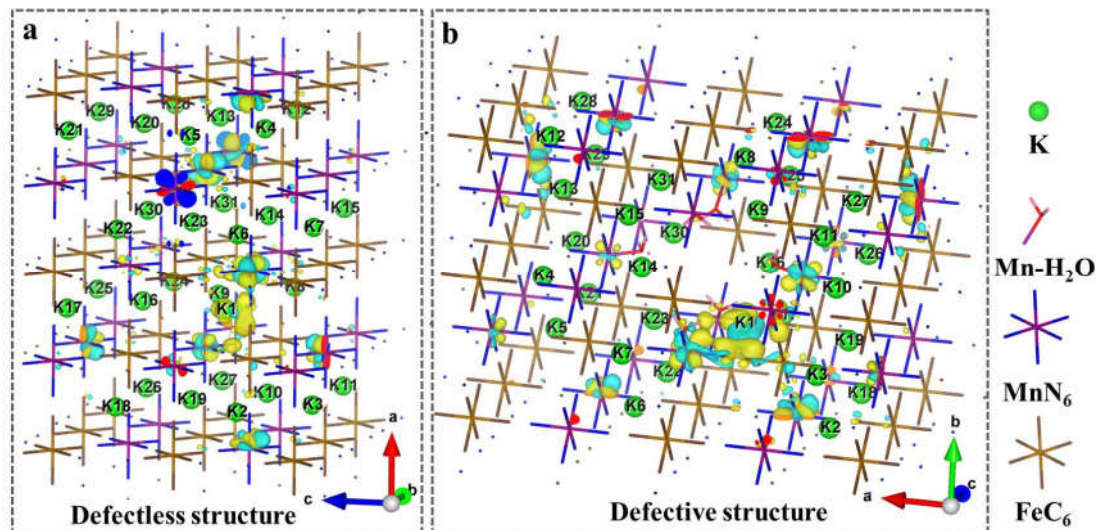 a
K29
K13
K20
K4
K21
K5
K30
K31
K14
K15
K22
K23
K7
K6
K25
K9
K17
K16
K1
K26
K27
K10
K11
K18
K19
K2
K3
a
c
b
Defectless structure
b
K28
K24
K12
K8
K13
K31
K9
K27
K15
K30
K11
K20
K26
K14
K4
K10
K23
K1
K5
K19
K7
K3
K22
K18
K6
K2
b
a
c
Defective structure
K
Mn-H₂O
MnN₆
FeC₆